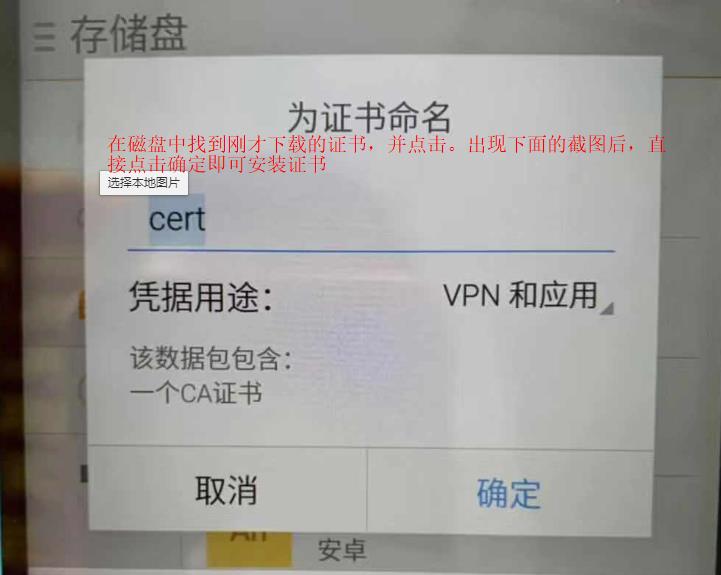 存储盘
为证书命名
在磁盘中找到刚才下载的证书，并点击。出现下面的截图后，直
接点击确定即可安装证书
选择本地图片
cert
凭据用途：
VPN 和应用
该数据包包含：
一个CA证书
取消
确定
安卓